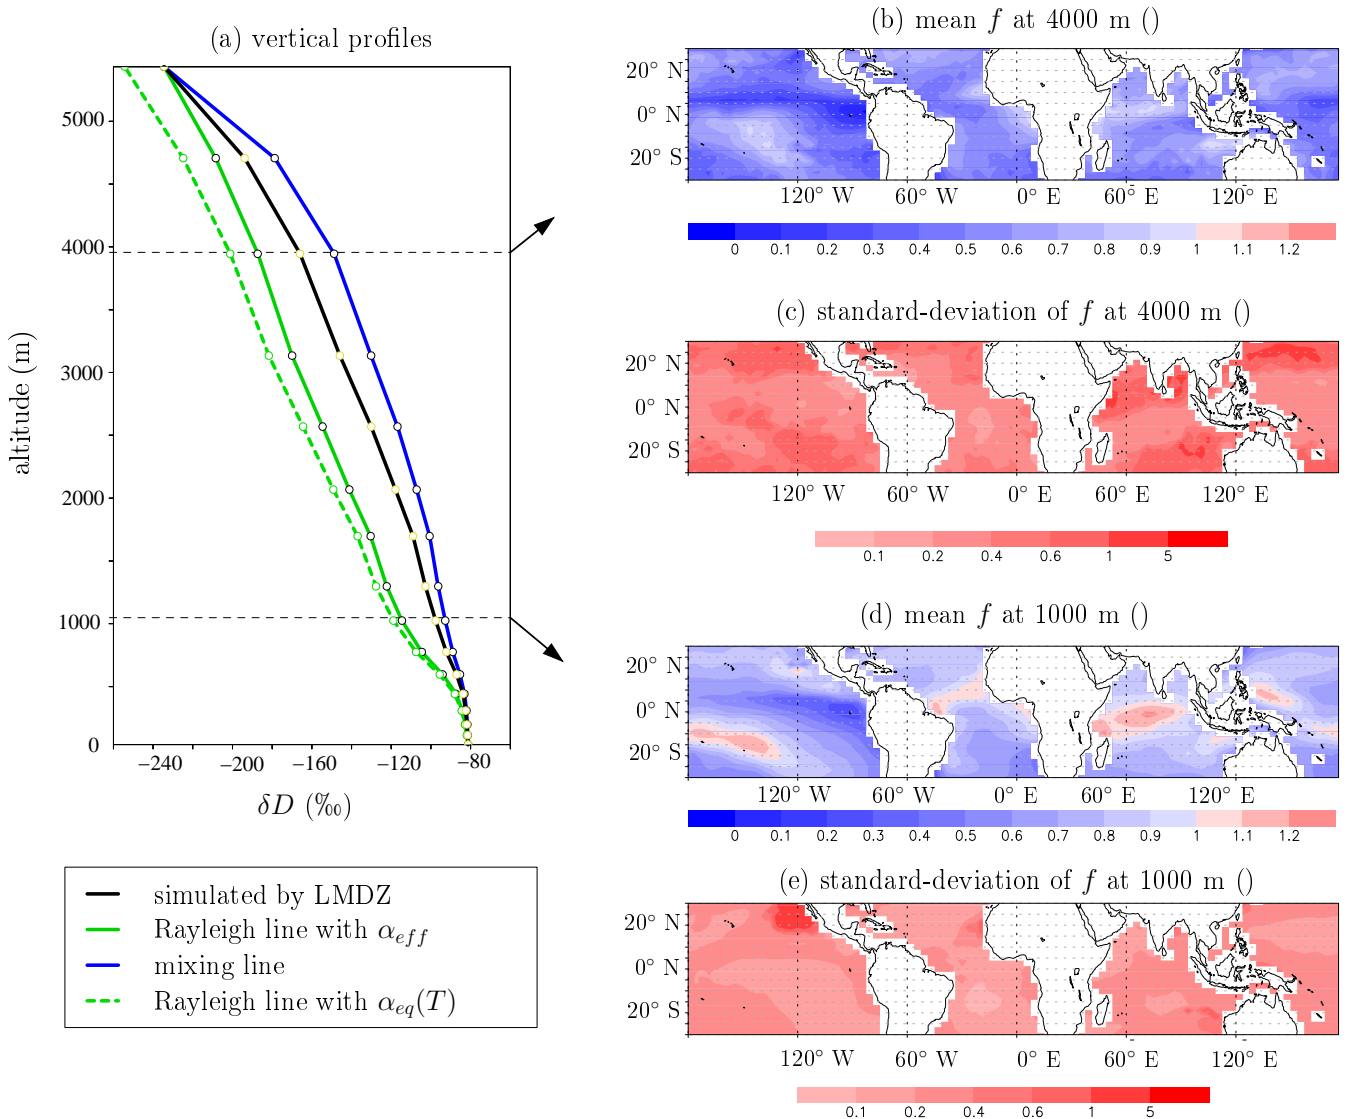 (a) vertical profiles
5000
4000
3000
2000
1000
0
−240 −200 −160 −120 −80
altitude (m)
δD (‰)
simulated by LMDZ
Rayleigh line with αeff
mixing line
Rayleigh line with αeq(T)
(b) mean f at 4000 m ()
20° N
0° N
20° S
120° W 60° W 0° E 60° E 120° E
0 0.1 0.2 0.3 0.4 0.5 0.6 0.7 0.8 0.9 1 1.1 1.2
(c) standard-deviation of f at 4000 m ()
20° N
0° N
20° S
120° W 60° W 0° E 60° E 120° E
0.1 0.2 0.4 0.6 1 5
(d) mean f at 1000 m ()
20° N
0° N
20° S
120° W 60° W 0° E 60° E 120° E
0 0.1 0.2 0.3 0.4 0.5 0.6 0.7 0.8 0.9 1 1.1 1.2
(e) standard-deviation of f at 1000 m ()
20° N
0° N
20° S
120° W 60° W 0° E 60° E 120° E
0.1 0.2 0.4 0.6 1 5